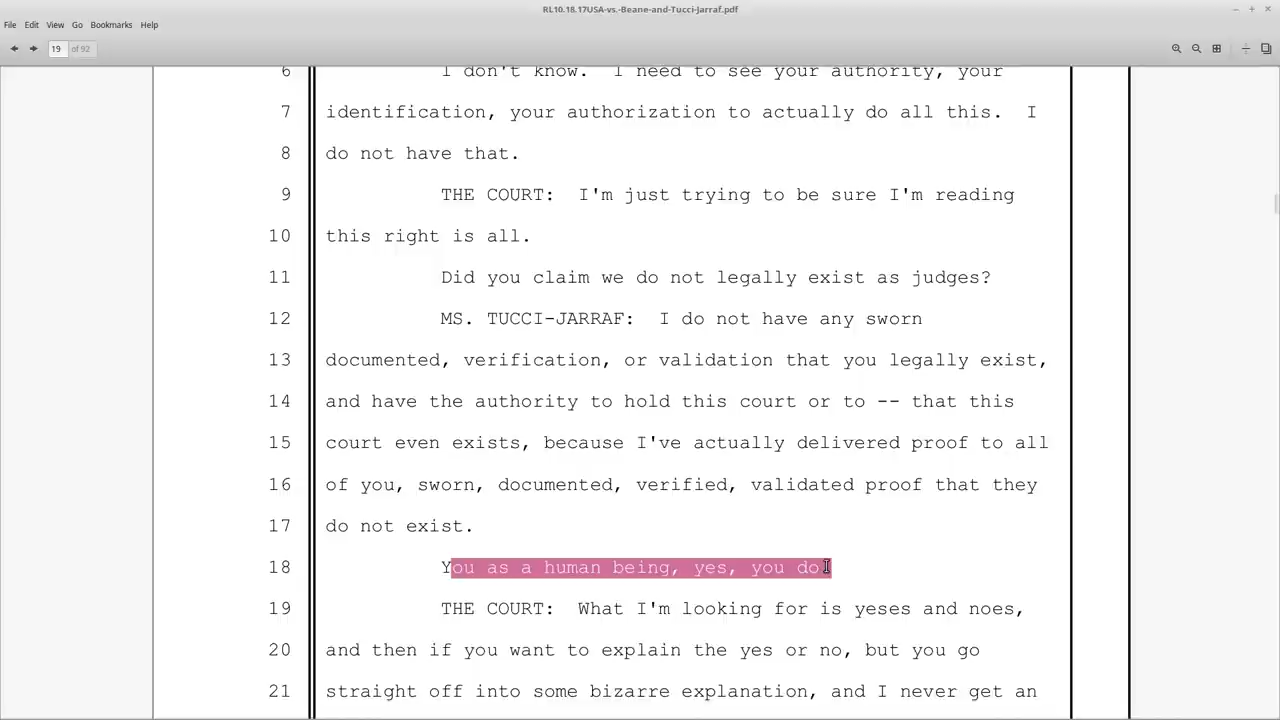 RL10.18.17USA-vs.-Beane-and-Tucci-Jarraf.pdf
File Edit View Go Bookmarks Help
19 of 92
6 I don't know. I need to see your authority, your
7 identification, your authorization to actually do all this. I
8 do not have that.
9 THE COURT: I'm just trying to be sure I'm reading
10 this right is all.
11 Did you claim we do not legally exist as judges?
12 MS. TUCCI-JARRAF: I do not have any sworn
13 documented, verification, or validation that you legally exist,
14 and have the authority to hold this court or to -- that this
15 court even exists, because I've actually delivered proof to all
16 of you, sworn, documented, verified, validated proof that they
17 do not exist.
18 You as a human being, yes, you do.
19 THE COURT: What I'm looking for is yeses and noes,
20 and then if you want to explain the yes or no, but you go
21 straight off into some bizarre explanation, and I never get an